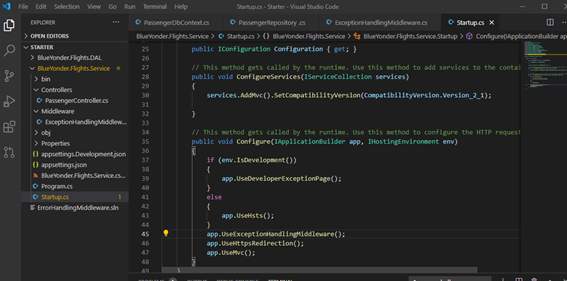 File Edit Selection View Go Run Terminal Help
Startup.cs - Starter - Visual Studio Code
EXPLORER
OPEN EDITORS
STARTER
BlueYonder.Flights.DAL
BlueYonder.Flights.Service
bin
Controllers
PassengerController.cs
Middleware
ExceptionHandlingMiddlew...
obj
Properties
appsettings.Development.json
appsettings.json
BlueYonder.Flights.Service.cs...
Program.cs
Startup.cs 1
ErrorHandlingMiddleware.sln
PassengerDbContext.cs
PassengerRepository .cs
ExceptionHandlingMiddleware.cs
Startup.cs 1
BlueYonder.Flights.Service > Startup.cs > {} BlueYonder.Flights.Service > BlueYonder.Flights.Service.Startup > Configure(IApplicationBuilder ap
25 public IConfiguration Configuration { get; }
26
27 // This method gets called by the runtime. Use this method to add services to the contai
28 public void ConfigureServices(IServiceCollection services)
29 {
30 services.AddMvc().SetCompatibilityVersion(CompatibilityVersion.Version_2_1);
31
32 }
33
34 // This method gets called by the runtime. Use this method to configure the HTTP request
35 public void Configure(IApplicationBuilder app, IHostingEnvironment env)
36 {
37 if (env.IsDevelopment())
38 {
39 app.UseDeveloperExceptionPage();
40 }
41 else
42 {
43 app.UseHsts();
44 }
45 app.UseExceptionHandlingMiddleware();
46 app.UseHttpsRedirection();
47 app.UseMvc();
48 }
49 }